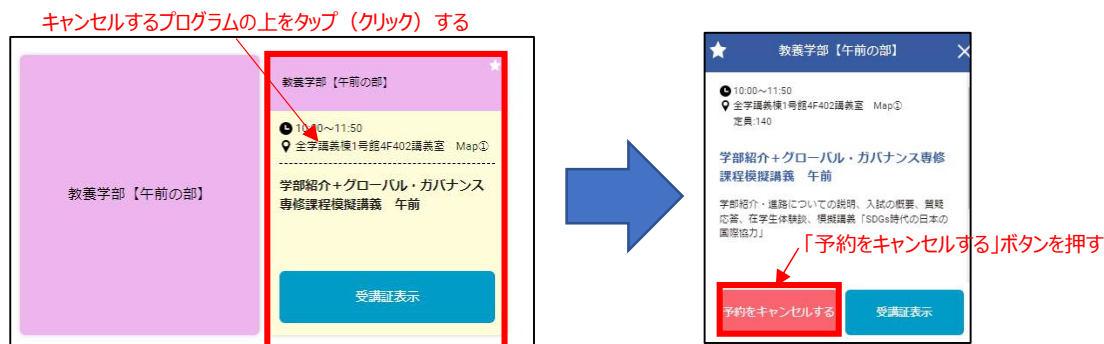 キャンセルするプログラムの上をタップ（クリック）する
教養学部【午前の部】
教養学部【午前の部】
10:00～11:50
全学講義棟1号館4F402講義室　Map①
学部紹介+グローバル・ガバナンス
専修課程模擬講義　午前
受講証表示
教養学部【午前の部】
10:00～11:50
全学講義棟1号館4F402講義室　Map①
定員:140
学部紹介+グローバル・ガバナンス専修
課程模擬講義　午前
学部紹介・進路についての説明、入試の概要、質疑
応答、在学生体験談、模擬講義「SDGs時代の日本の
国際協力」
「予約をキャンセルする」ボタンを押す
予約をキャンセルする
受講証表示